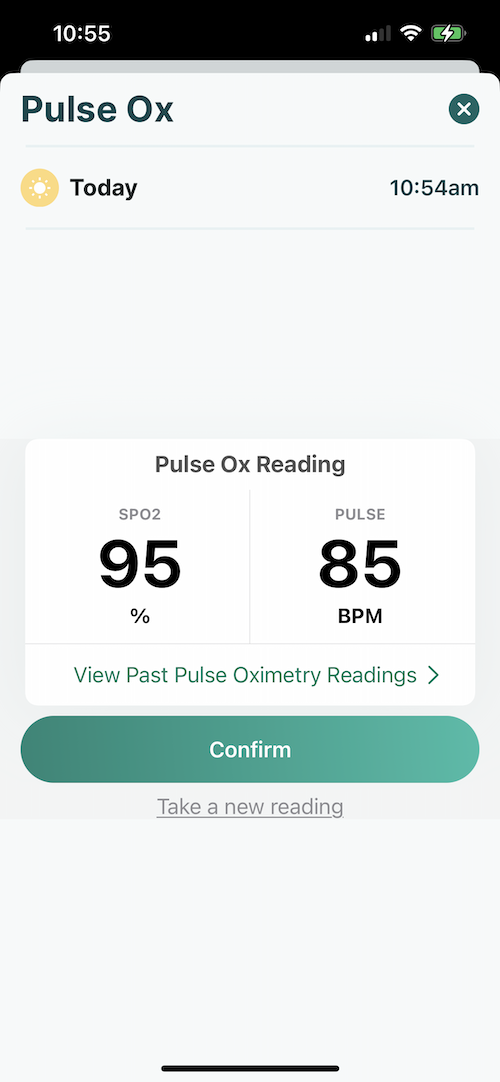 10:55
Pulse Ox
Today 10:54am
Pulse Ox Reading
SPO2 PULSE
95 85
% BPM
View Past Pulse Oximetry Readings
Confirm
Take a new reading